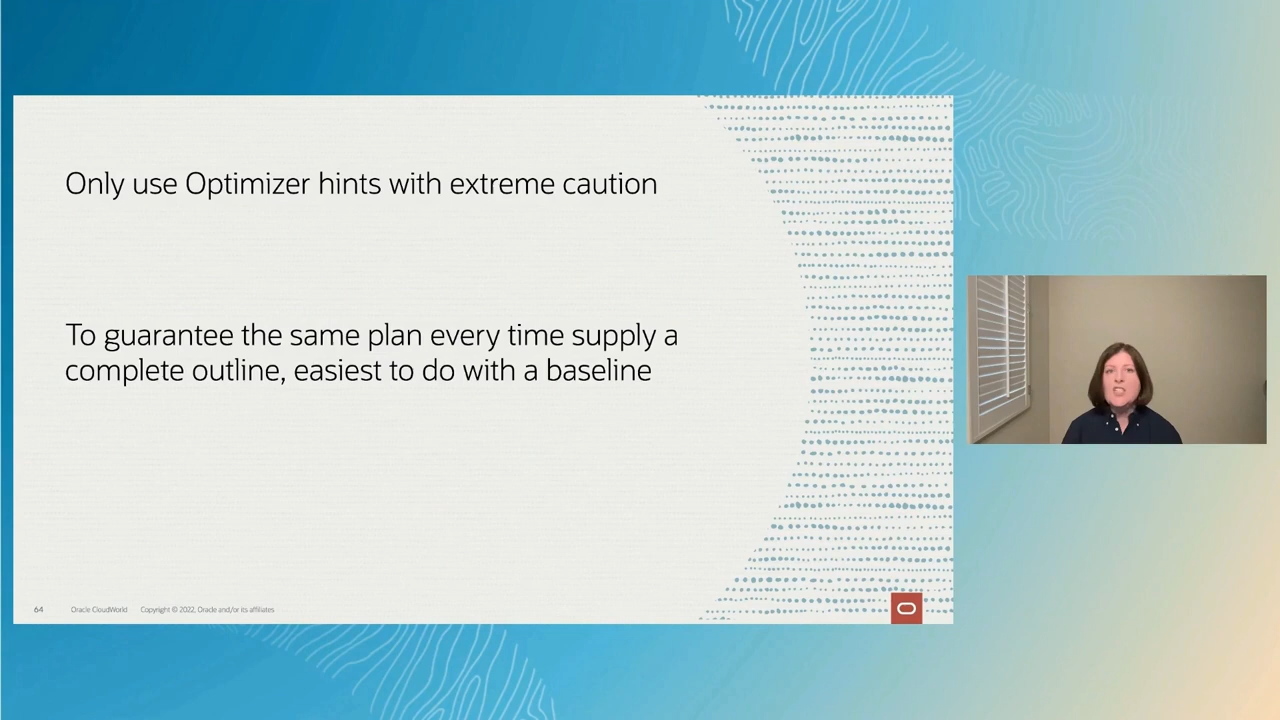 Only use Optimizer hints with extreme caution
To guarantee the same plan every time supply a
complete outline, easiest to do with a baseline
64 Oracle CloudWorld Copyright © 2022, Oracle and/or its affiliates